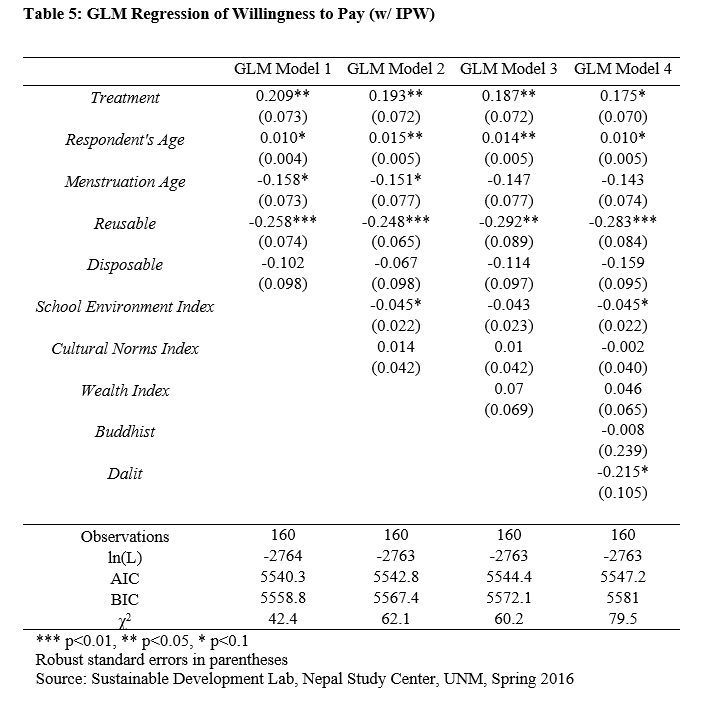 Table 5: GLM Regression of Willingness to Pay (w/ IPW)
GLM Model 1 GLM Model 2 GLM Model 3 GLM Model 4
Treatment 0.209** 0.193** 0.187** 0.175*
(0.073) (0.072) (0.072) (0.070)
Respondent's Age 0.010* 0.015** 0.014** 0.010*
(0.004) (0.005) (0.005) (0.005)
Menstruation Age -0.158* -0.151* -0.147 -0.143
(0.073) (0.077) (0.077) (0.074)
Reusable -0.258*** -0.248*** -0.292** -0.283***
(0.074) (0.065) (0.089) (0.084)
Disposable -0.102 -0.067 -0.114 -0.159
(0.098) (0.098) (0.097) (0.095)
School Environment Index -0.045* -0.043 -0.045*
(0.022) (0.023) (0.022)
Cultural Norms Index 0.014 0.01 -0.002
(0.042) (0.042) (0.040)
Wealth Index 0.07 0.046
(0.069) (0.065)
Buddhist -0.008
(0.239)
Dalit -0.215*
(0.105)
Observations 160 160 160 160
ln(L) -2764 -2763 -2763 -2763
AIC 5540.3 5542.8 5544.4 5547.2
BIC 5558.8 5567.4 5572.1 5581
χ² 42.4 62.1 60.2 79.5
*** p<0.01, ** p<0.05, * p<0.1
Robust standard errors in parentheses
Source: Sustainable Development Lab, Nepal Study Center, UNM, Spring 2016